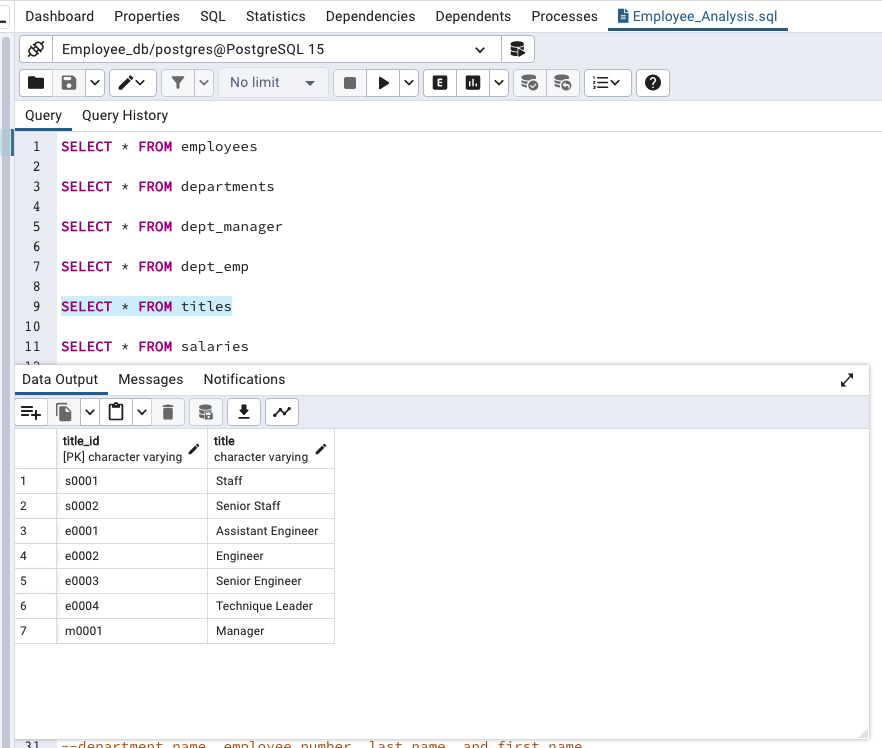 Dashboard Properties SQL Statistics Dependencies Dependents Processes Employee_Analysis.sql
Employee_db/postgres@PostgreSQL 15
No limit E
Query Query History
1 SELECT * FROM employees
2
3 SELECT * FROM departments
4
5 SELECT * FROM dept_manager
6
7 SELECT * FROM dept_emp
8
9 SELECT * FROM titles
10
11 SELECT * FROM salaries
12
Data Output Messages Notifications
title_id title
[PK] character varying character varying
1 s0001 Staff
2 s0002 Senior Staff
3 e0001 Assistant Engineer
4 e0002 Engineer
5 e0003 Senior Engineer
6 e0004 Technique Leader
7 m0001 Manager
31 --department name, employee number, last name, and first name